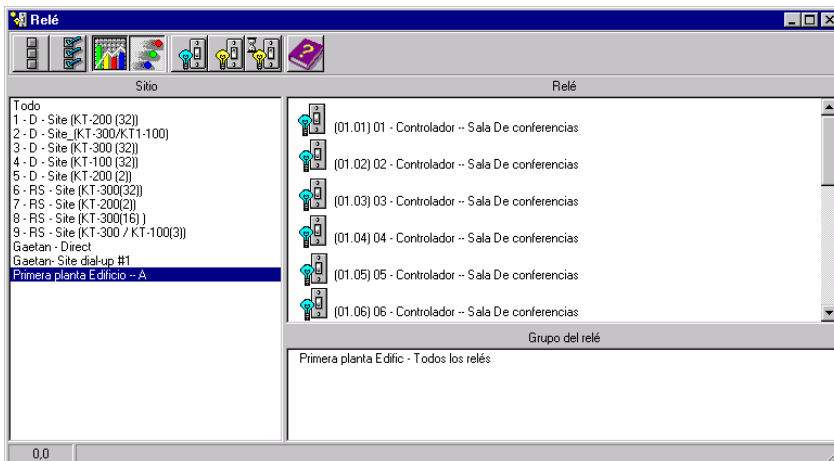 Relé
Sitio
Todo
1 - D - Site (KT-200 (32))
2 - D - Site_(KT-300/KT1-100)
3 - D - Site (KT-300 (32))
4 - D - Site (KT-100 (32))
5 - D - Site (KT-200 (2))
6 - RS - Site (KT-300(32))
7 - RS - Site (KT-200(2))
8 - RS - Site (KT-300(16) )
9 - RS - Site (KT-300 / KT-100(3))
Gaetan - Direct
Gaetan- Site dial-up #1
Primera planta Edificio -- A
Relé
(01.01) 01 - Controlador -- Sala De conferencias
(01.02) 02 - Controlador -- Sala De conferencias
(01.03) 03 - Controlador -- Sala De conferencias
(01.04) 04 - Controlador -- Sala De conferencias
(01.05) 05 - Controlador -- Sala De conferencias
(01.06) 06 - Controlador -- Sala De conferencias
Grupo del relé
Primera planta Edific - Todos los relés
0,0